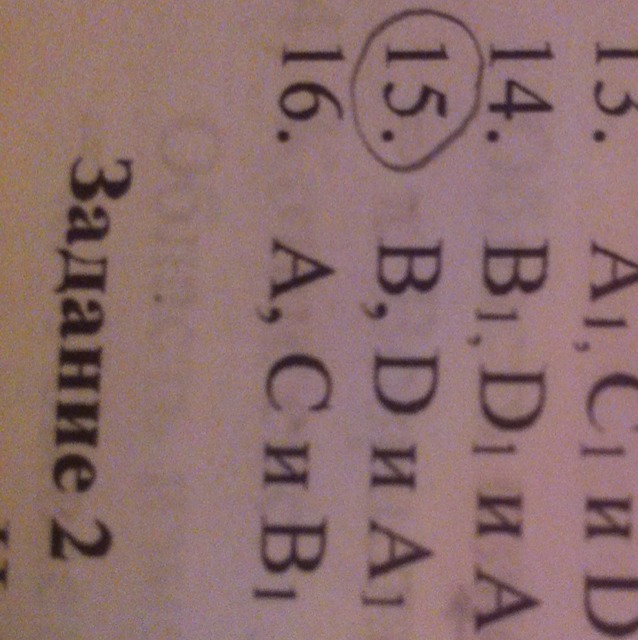 13. A₁, C₁ и D
14. B₁, D₁ и A
15. B, D и A₁
16. A, C и B₁
Задание 2